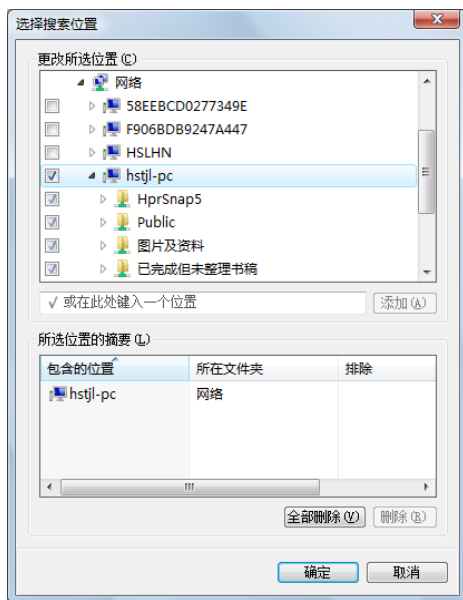 选择搜索位置
更改所选位置(C)
网络
58EEBCD0277349E
F906BDB9247A447
HSLHN
hstjl-pc
HprSnap5
Public
图片及资料
已完成但未整理书稿
√ 或在此处键入一个位置 添加(A)
所选位置的摘要(L)
包含的位置 所在文件夹 排除
hstjl-pc 网络
全部删除(V) 删除(R)
确定 取消